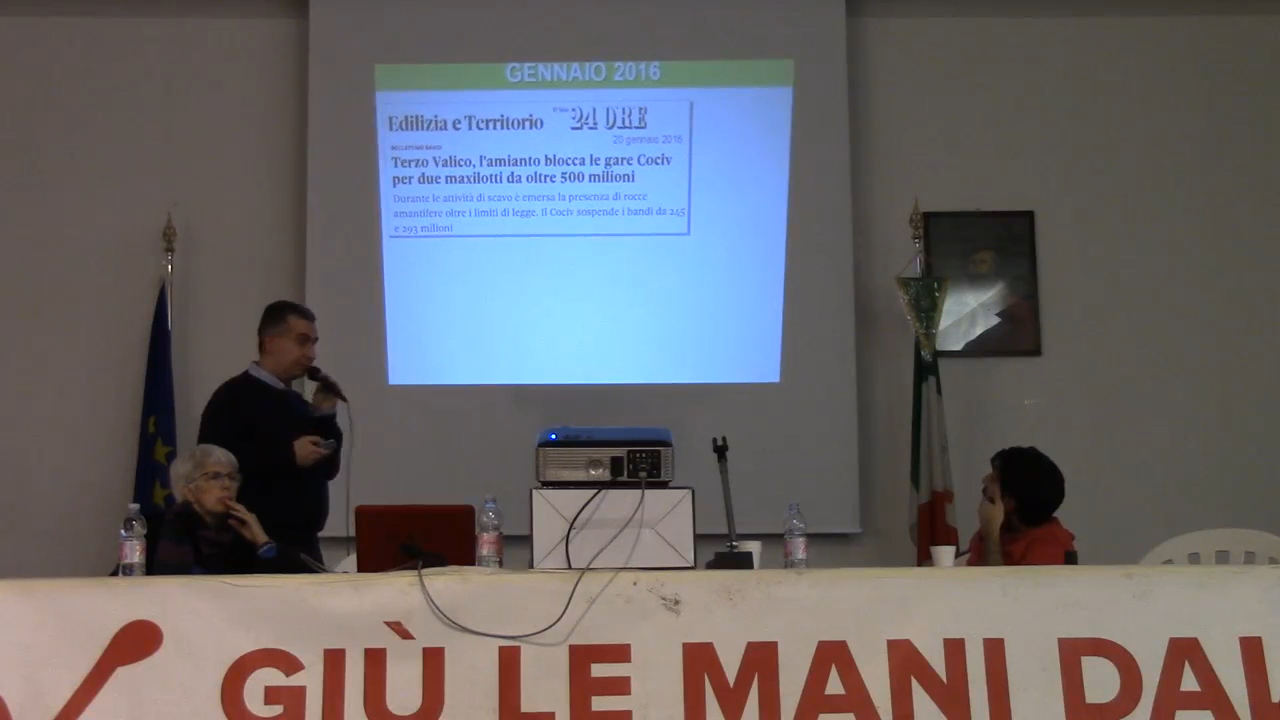 GENNAIO 2016
Edilizia e Territorio 24 ORE
20 gennaio 2016
Terzo Valico, l'amianto blocca le gare Cociv
per due maxilotti da oltre 500 milioni
Durante le attività di scavo è emersa la presenza di rocce
amantifere oltre i limiti di legge. Il Cociv sospende i bandi da 245
e 293 milioni
GIÙ LE MANI DAL